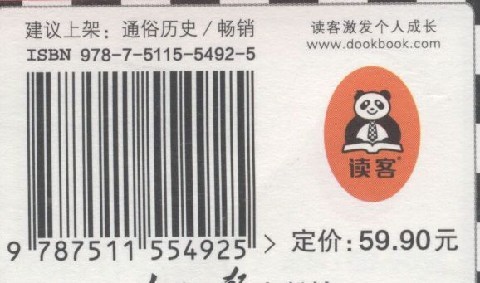 建议上架：通俗历史/畅销
ISBN 978-7-5115-5492-5
读客激发个人成长
www.dookbook.com
读客®
9 787511 554925 >
定价：59.90元